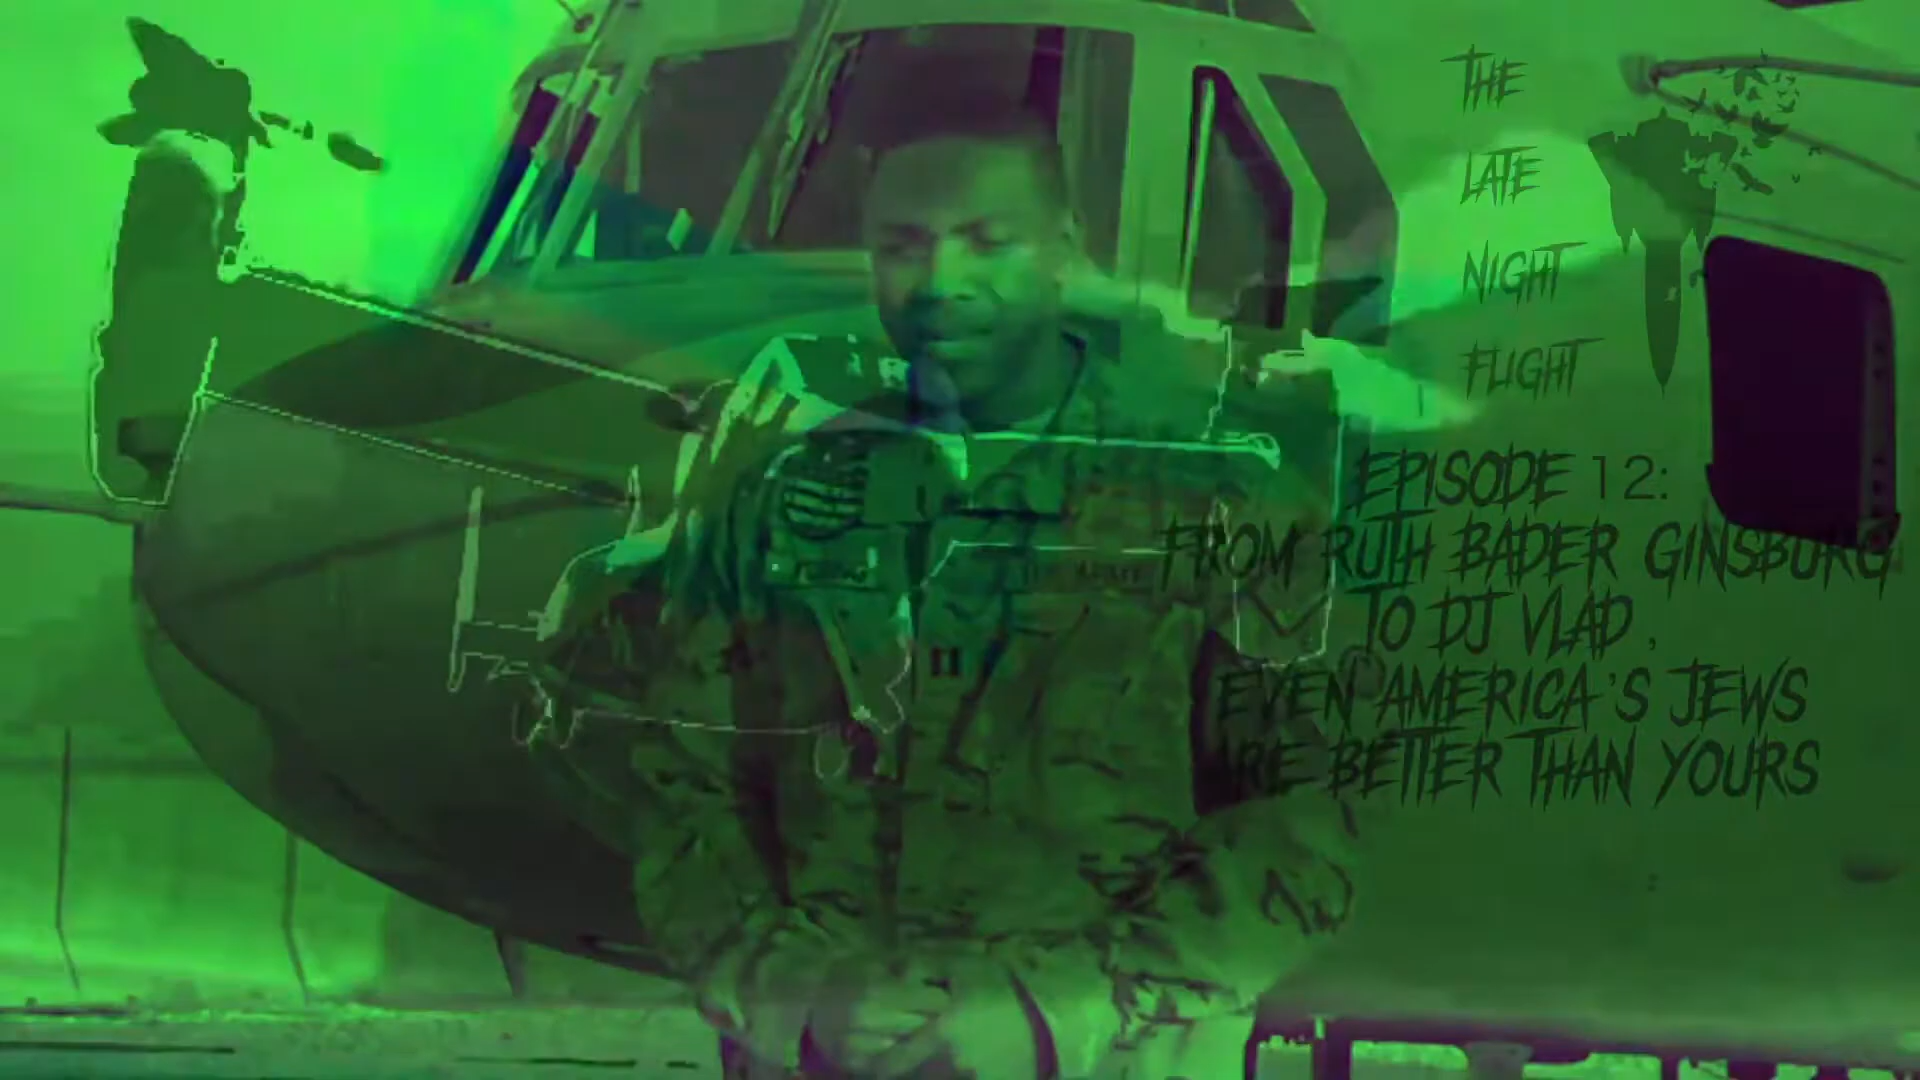 THE
LATE
NIGHT
FLIGHT
EPISODE 12:
FROM RUTH BADER GINSBURG
TO DJ VLAD ,
EVEN AMERICA'S JEWS
ARE BETTER THAN YOURS